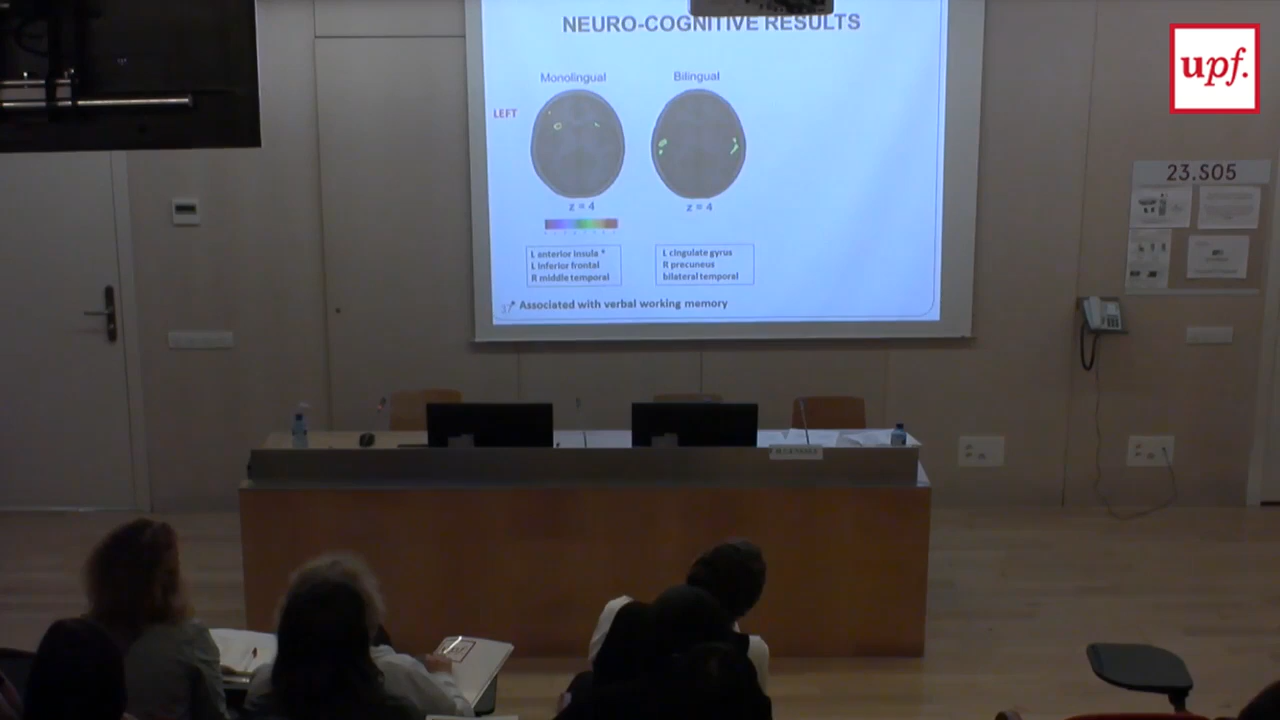 NEURO-COGNITIVE RESULTS
Monolingual
Bilingual
LEFT
z = 4
z = 4
L anterior insula *
L inferior frontal
R middle temporal
L cingulate gyrus
R precuneus
bilateral temporal
* Associated with verbal working memory
upf.
23.S05